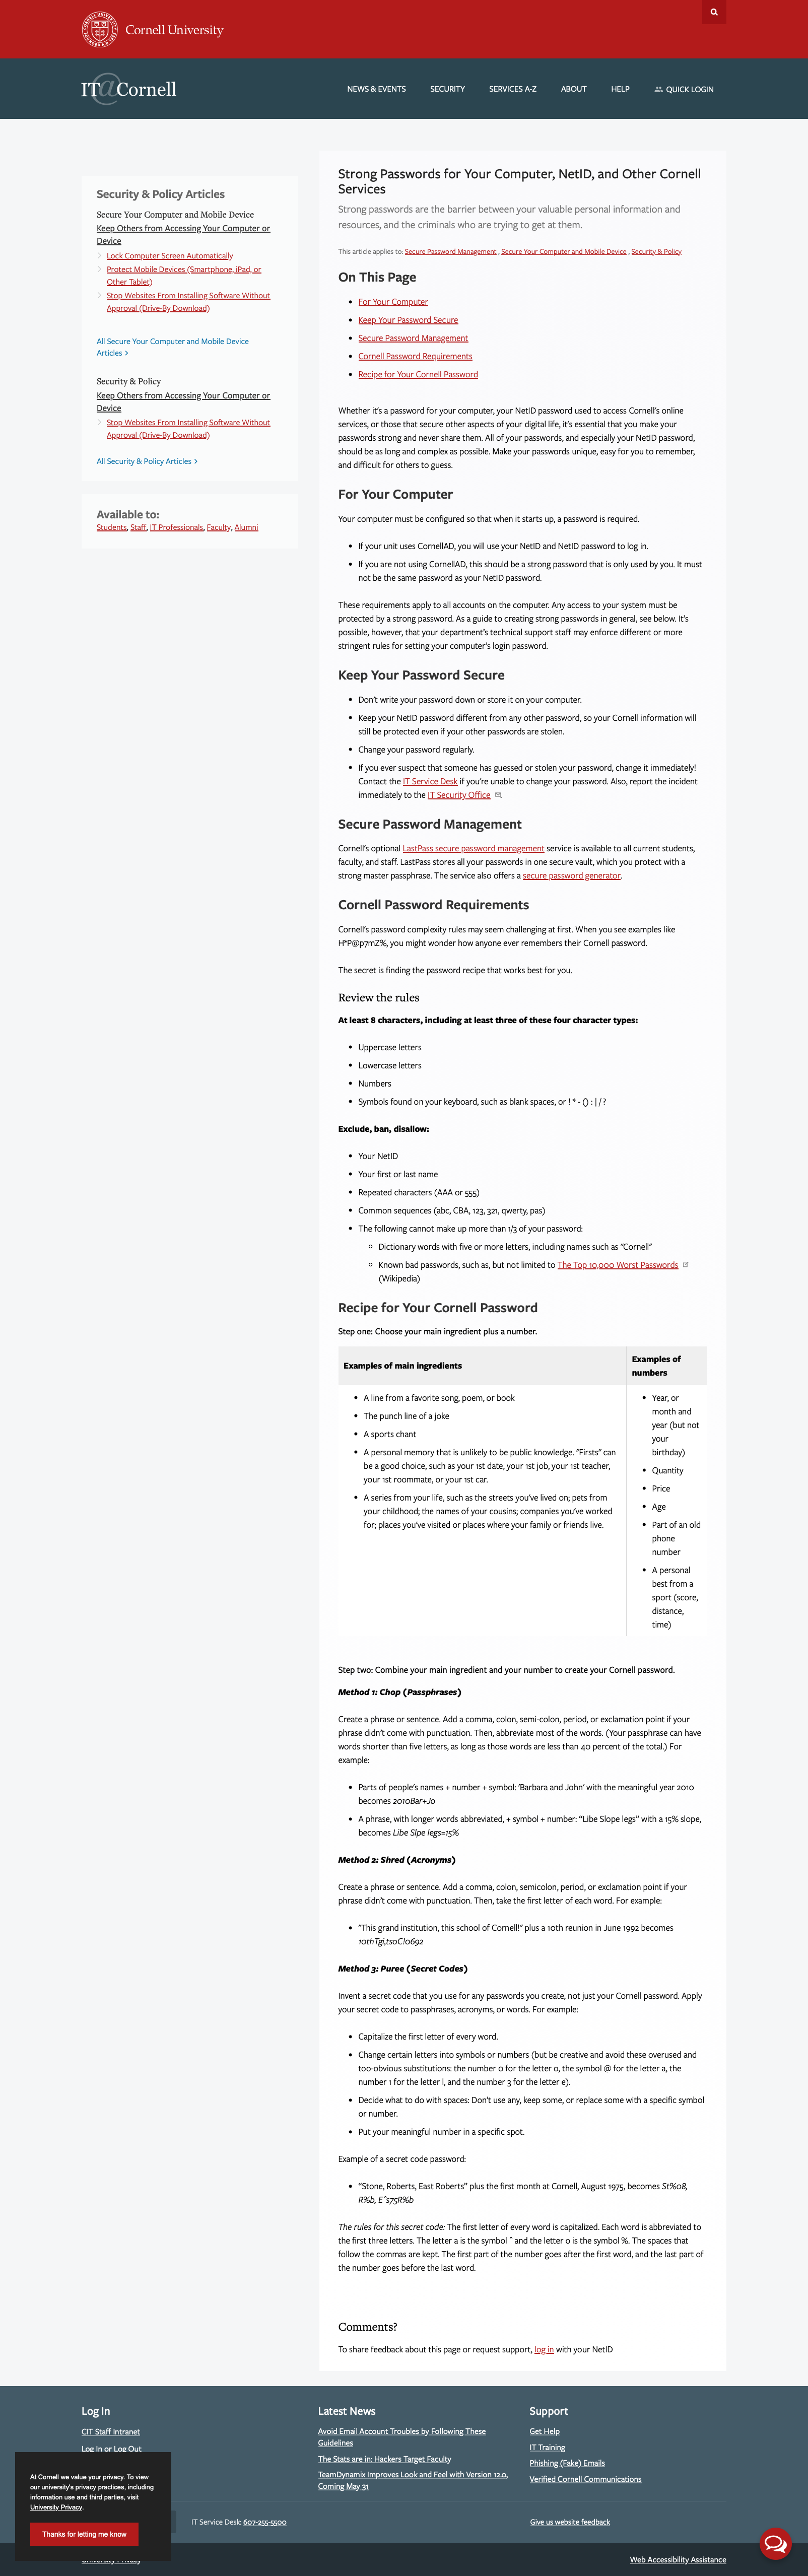 Cornell University
IT@Cornell
NEWS & EVENTS
SECURITY
SERVICES A-Z
ABOUT
HELP
QUICK LOGIN
Security & Policy Articles
Secure Your Computer and Mobile Device
Keep Others from Accessing Your Computer or
Device
Lock Computer Screen Automatically
Protect Mobile Devices (Smartphone, iPad, or
Other Tablet)
Stop Websites From Installing Software Without
Approval (Drive-By Download)
All Secure Your Computer and Mobile Device
Articles >
Security & Policy
Keep Others from Accessing Your Computer or
Device
Stop Websites From Installing Software Without
Approval (Drive-By Download)
All Security & Policy Articles >
Available to:
Students, Staff, IT Professionals, Faculty, Alumni
Strong Passwords for Your Computer, NetID, and Other Cornell
Services
Strong passwords are the barrier between your valuable personal information and
resources, and the criminals who are trying to get at them.
This article applies to: Secure Password Management , Secure Your Computer and Mobile Device , Security & Policy
On This Page
For Your Computer
Keep Your Password Secure
Secure Password Management
Cornell Password Requirements
Recipe for Your Cornell Password
Whether it's a password for your computer, your NetID password used to access Cornell's online
services, or those that secure other aspects of your digital life, it's essential that you make your
passwords strong and never share them. All of your passwords, and especially your NetID password,
should be as long and complex as possible. Make your passwords unique, easy for you to remember,
and difficult for others to guess.
For Your Computer
Your computer must be configured so that when it starts up, a password is required.
If your unit uses CornellAD, you will use your NetID and NetID password to log in.
If you are not using CornellAD, this should be a strong password that is only used by you. It must
not be the same password as your NetID password.
These requirements apply to all accounts on the computer. Any access to your system must be
protected by a strong password. As a guide to creating strong passwords in general, see below. It's
possible, however, that your department's technical support staff may enforce different or more
stringent rules for setting your computer's login password.
Keep Your Password Secure
Don't write your password down or store it on your computer.
Keep your NetID password different from any other password, so your Cornell information will
still be protected even if your other passwords are stolen.
Change your password regularly.
If you ever suspect that someone has guessed or stolen your password, change it immediately!
Contact the IT Service Desk if you're unable to change your password. Also, report the incident
immediately to the IT Security Office
Secure Password Management
Cornell's optional LastPass secure password management service is available to all current students,
faculty, and staff. LastPass stores all your passwords in one secure vault, which you protect with a
strong master passphrase. The service also offers a secure password generator.
Cornell Password Requirements
Cornell's password complexity rules may seem challenging at first. When you see examples like
H*P@p7mZ%, you might wonder how anyone ever remembers their Cornell password.
The secret is finding the password recipe that works best for you.
Review the rules
At least 8 characters, including at least three of these four character types:
Uppercase letters
Lowercase letters
Numbers
Symbols found on your keyboard, such as blank spaces, or ! * - () : | / ?
Exclude, ban, disallow:
Your NetID
Your first or last name
Repeated characters (AAA or 555)
Common sequences (abc, CBA, 123, 321, qwerty, pas)
The following cannot make up more than 1/3 of your password:
Dictionary words with five or more letters, including names such as "Cornell"
Known bad passwords, such as, but not limited to The Top 10,000 Worst Passwords
(Wikipedia)
Recipe for Your Cornell Password
Step one: Choose your main ingredient plus a number.
Examples of main ingredients
Examples of
numbers
A line from a favorite song, poem, or book
The punch line of a joke
A sports chant
A personal memory that is unlikely to be public knowledge. "Firsts" can
be a good choice, such as your 1st date, your 1st job, your 1st teacher,
your 1st roommate, or your 1st car.
A series from your life, such as the streets you've lived on; pets from
your childhood; the names of your cousins; companies you've worked
for; places you've visited or places where your family or friends live.
Year, or
month and
year (but not
your
birthday)
Quantity
Price
Age
Part of an old
phone
number
A personal
best from a
sport (score,
distance,
time)
Step two: Combine your main ingredient and your number to create your Cornell password.
Method 1: Chop (Passphrases)
Create a phrase or sentence. Add a comma, colon, semi-colon, period, or exclamation point if your
phrase didn't come with punctuation. Then, abbreviate most of the words. (Your passphrase can have
words shorter than five letters, as long as those words are less than 40 percent of the total.) For
example:
Parts of people's names + number + symbol: 'Barbara and John' with the meaningful year 2010
becomes 2010Bar+Jo
A phrase, with longer words abbreviated, + symbol + number: "Libe Slope legs" with a 15% slope,
becomes Libe Slpe legs=15%
Method 2: Shred (Acronyms)
Create a phrase or sentence. Add a comma, colon, semicolon, period, or exclamation point if your
phrase didn't come with punctuation. Then, take the first letter of each word. For example:
"This grand institution, this school of Cornell!" plus a 10th reunion in June 1992 becomes
10thTgi,tsoC!0692
Method 3: Puree (Secret Codes)
Invent a secret code that you use for any passwords you create, not just your Cornell password. Apply
your secret code to passphrases, acronyms, or words. For example:
Capitalize the first letter of every word.
Change certain letters into symbols or numbers (but be creative and avoid these overused and
too-obvious substitutions: the number 0 for the letter o, the symbol @ for the letter a, the
number 1 for the letter l, and the number 3 for the letter e).
Decide what to do with spaces: Don't use any, keep some, or replace some with a specific symbol
or number.
Put your meaningful number in a specific spot.
Example of a secret code password:
"Stone, Roberts, East Roberts" plus the first month at Cornell, August 1975, becomes St%08,
R%b, E^s75R%b
The rules for this secret code: The first letter of every word is capitalized. Each word is abbreviated to
the first three letters. The letter a is the symbol ^ and the letter o is the symbol %. The spaces that
follow the commas are kept. The first part of the number goes after the first word, and the last part of
the number goes before the last word.
Comments?
To share feedback about this page or request support, log in with your NetID
Log In
CIT Staff Intranet
Log In or Log Out
Latest News
Avoid Email Account Troubles by Following These
Guidelines
The Stats are in: Hackers Target Faculty
TeamDynamix Improves Look and Feel with Version 12.0,
Coming May 31
Support
Get Help
IT Training
Phishing (Fake) Emails
Verified Cornell Communications
At Cornell we value your privacy. To view
our university's privacy practices, including
information use and third parties, visit
University Privacy.
Thanks for letting me know
IT Service Desk: 607-255-5500
Give us website feedback
University Privacy
Web Accessibility Assistance